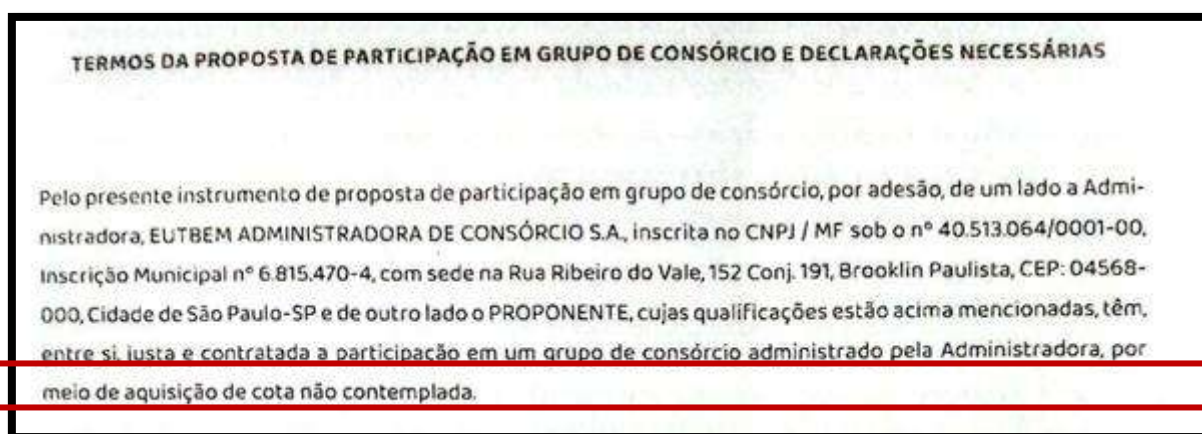 TERMOS DA PROPOSTA DE PARTICIPAÇÃO EM GRUPO DE CONSÓRCIO E DECLARAÇÕES NECESSÁRIAS
Pelo presente instrumento de proposta de participação em grupo de consórcio, por adesão, de um lado a Admi-
nistradora, EUTBEM ADMINISTRADORA DE CONSÓRCIO S.A., inscrita no CNPJ / MF sob o nº 40.513.064/0001-00,
Inscrição Municipal nº 6.815.470-4, com sede na Rua Ribeiro do Vale, 152 Conj. 191, Brooklin Paulista, CEP: 04568-
000, Cidade de São Paulo-SP e de outro lado o PROPONENTE, cujas qualificações estão acima mencionadas, têm,
entre si, justa e contratada a participação em um grupo de consórcio administrado pela Administradora, por
meio de aquisição de cota não contemplada.